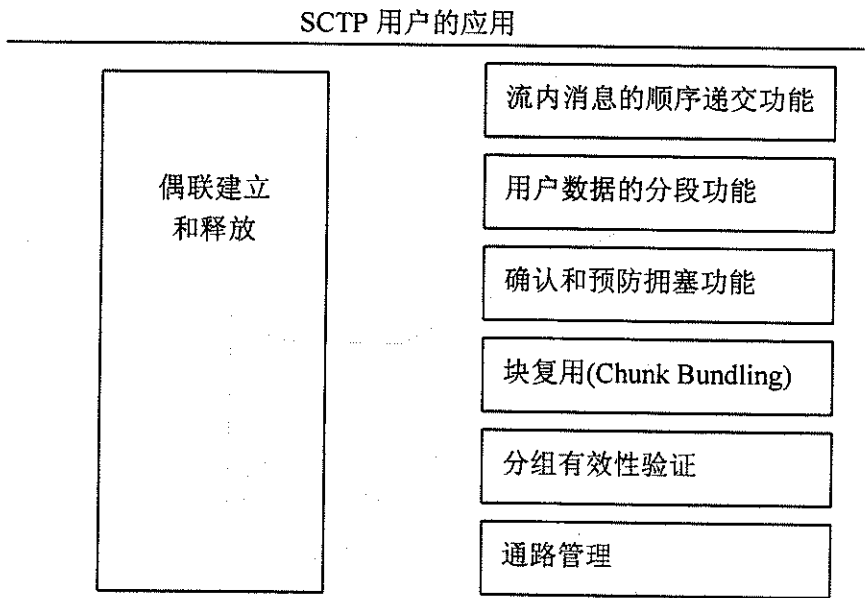 SCTP 用户的应用
偶联建立
和释放
流内消息的顺序递交功能
用户数据的分段功能
确认和预防拥塞功能
块复用(Chunk Bundling)
分组有效性验证
通路管理